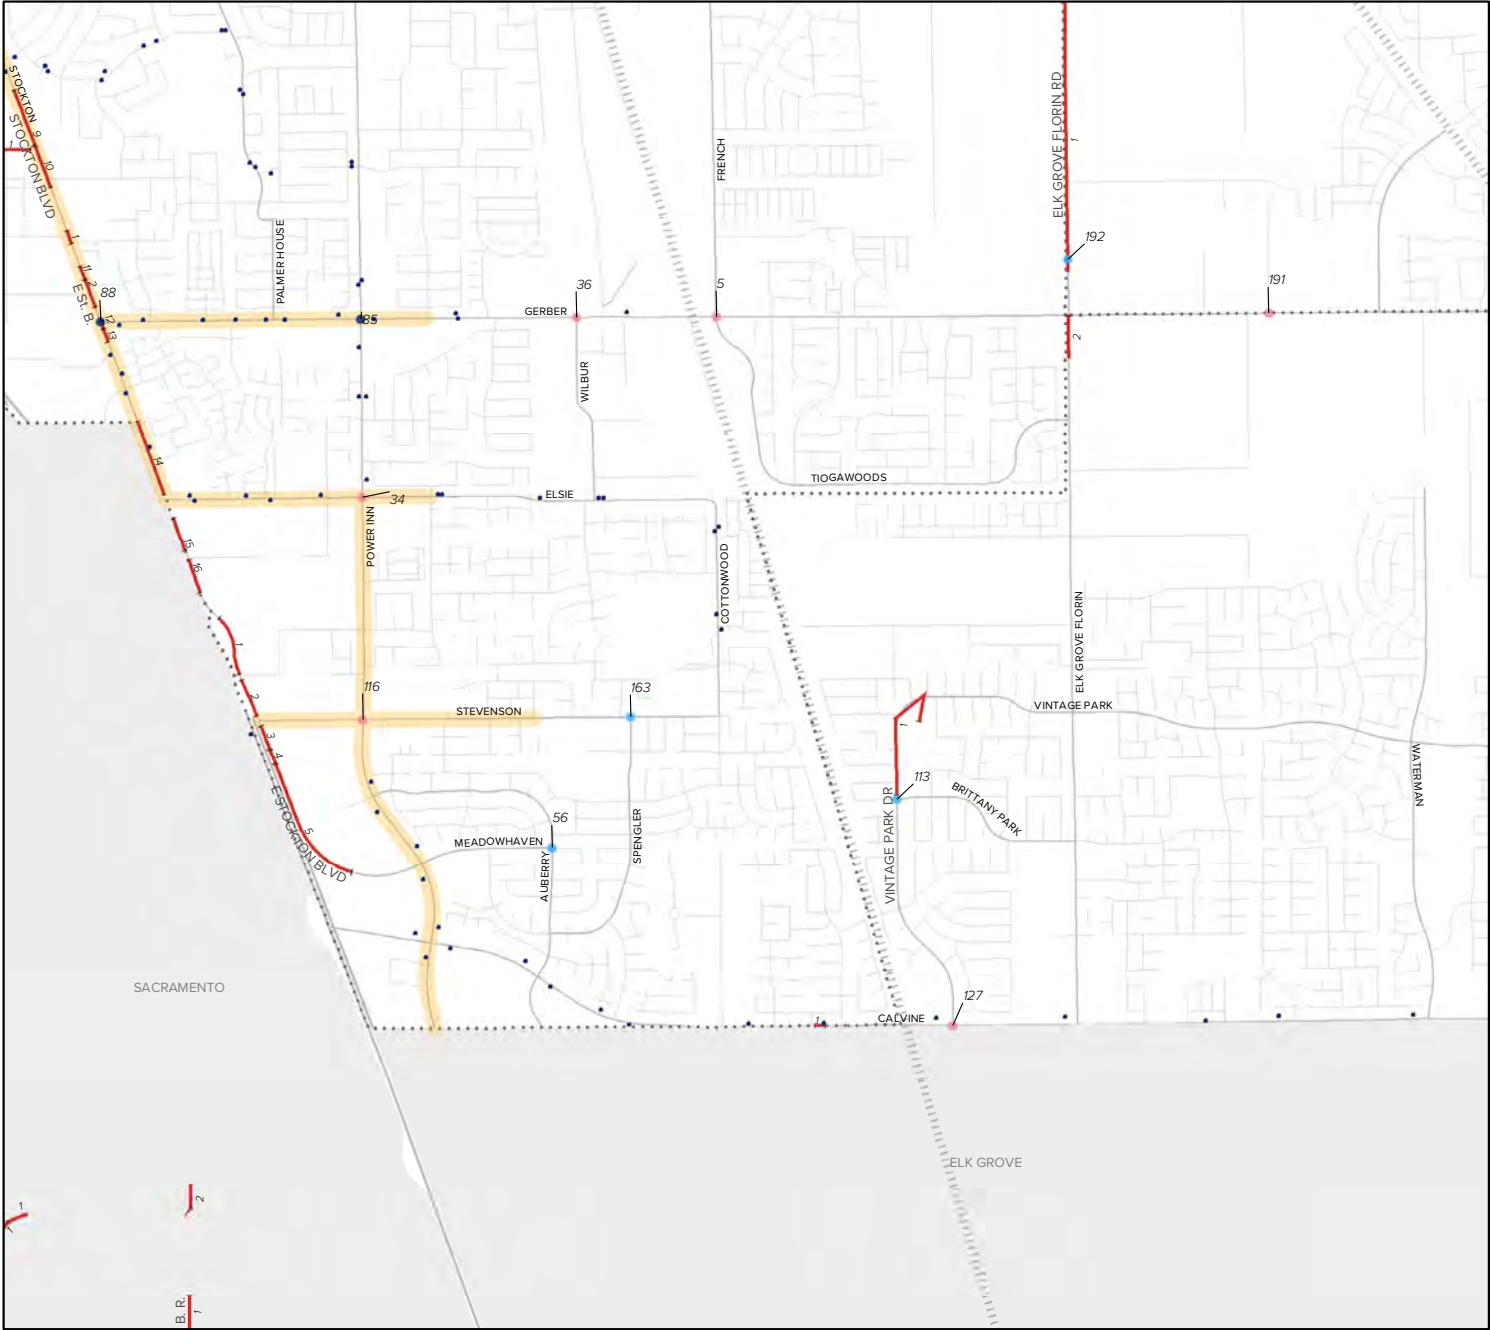 STOCKTON
9
STOCKTON BLVD
1
10
1
11
2
E St. B.
88
12
13
PALMER HOUSE
85
GERBER
36
WILBUR
FRENCH
5
ELK GROVE FLORIN RD
1
192
191
2
14
34
ELSIE
TIOGAWOODS
POWER INN
15
16
COTTONWOOD
ELK GROVE FLORIN
1
2
116
STEVENSON
163
VINTAGE PARK
3
4
1
WATERMAN
113
BRITTANY PARK
VINTAGE PARK DR
E STOCKTON BLVD
5
MEADOWHAVEN
56
AUBERRY
SPENGLER
SACRAMENTO
127
CALVINE
1
ELK GROVE
1
1
2
B. R.
1